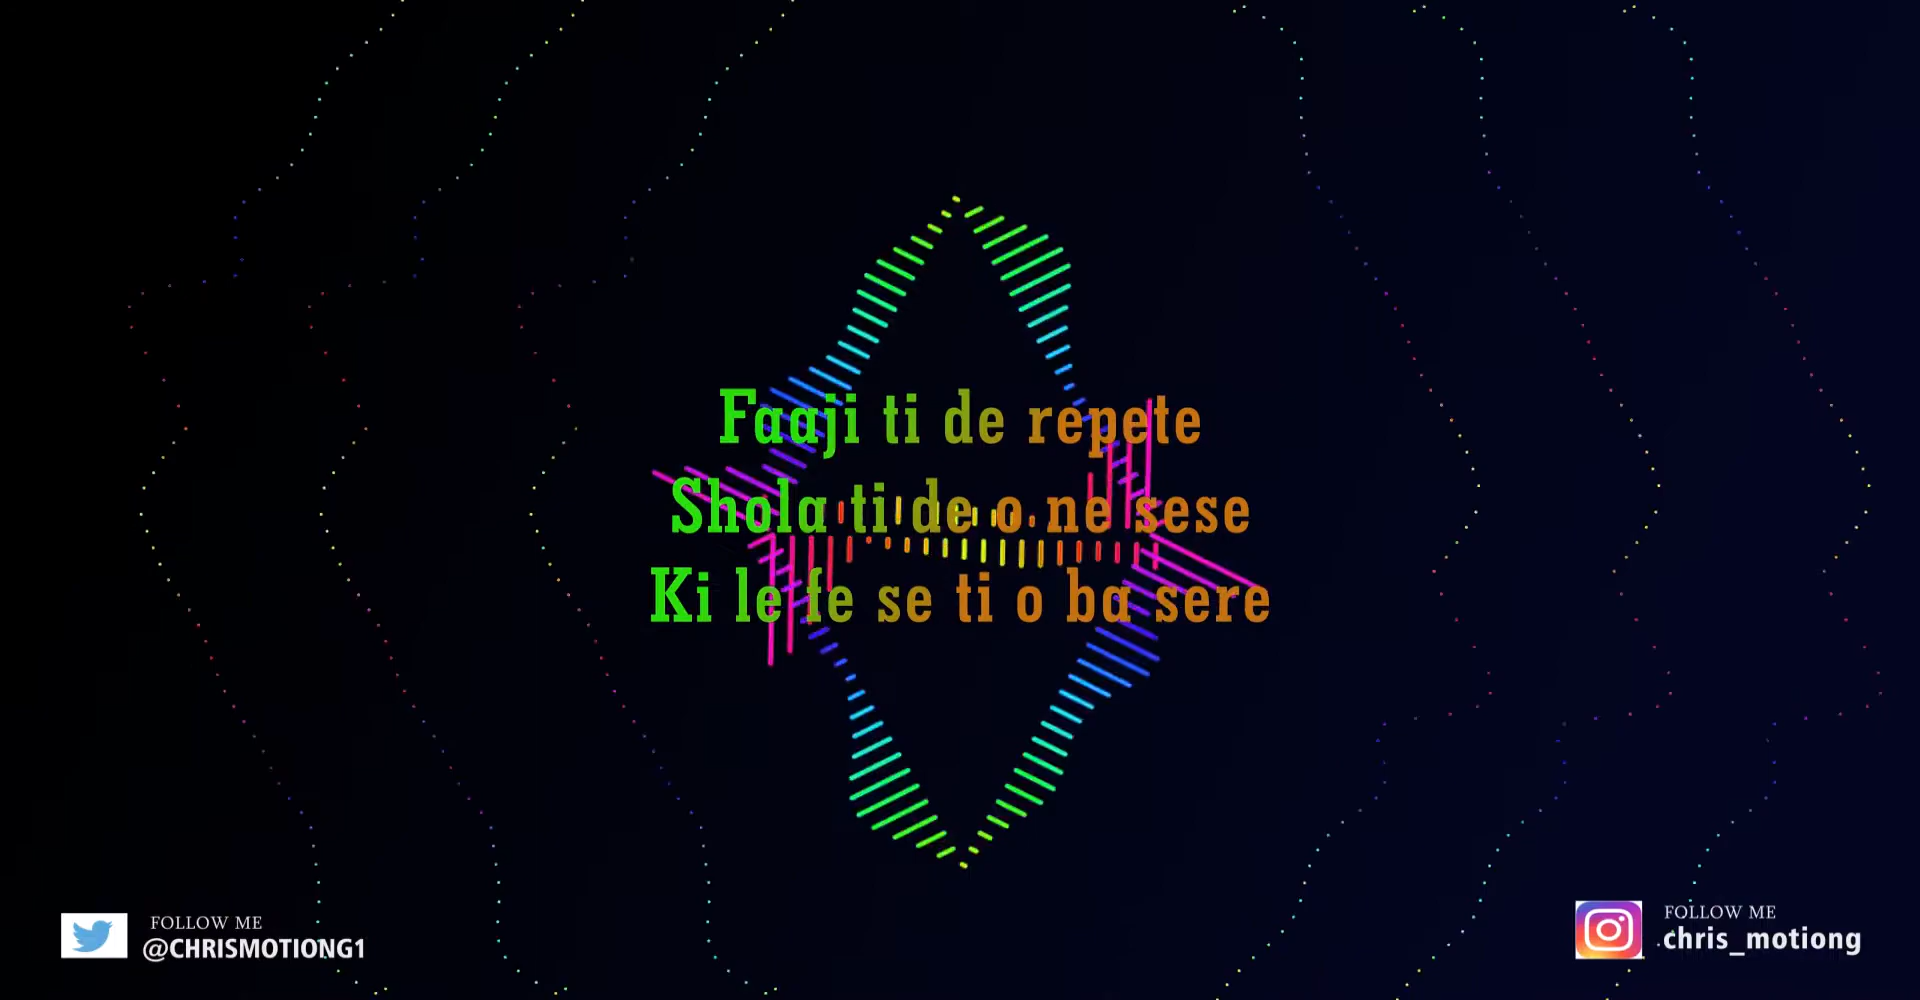 Faaji ti de repete
Shola ti de o ne sese
Ki le fe se ti o ba sere
FOLLOW ME
@CHRISMOTIONG1
FOLLOW ME
chris_motiong